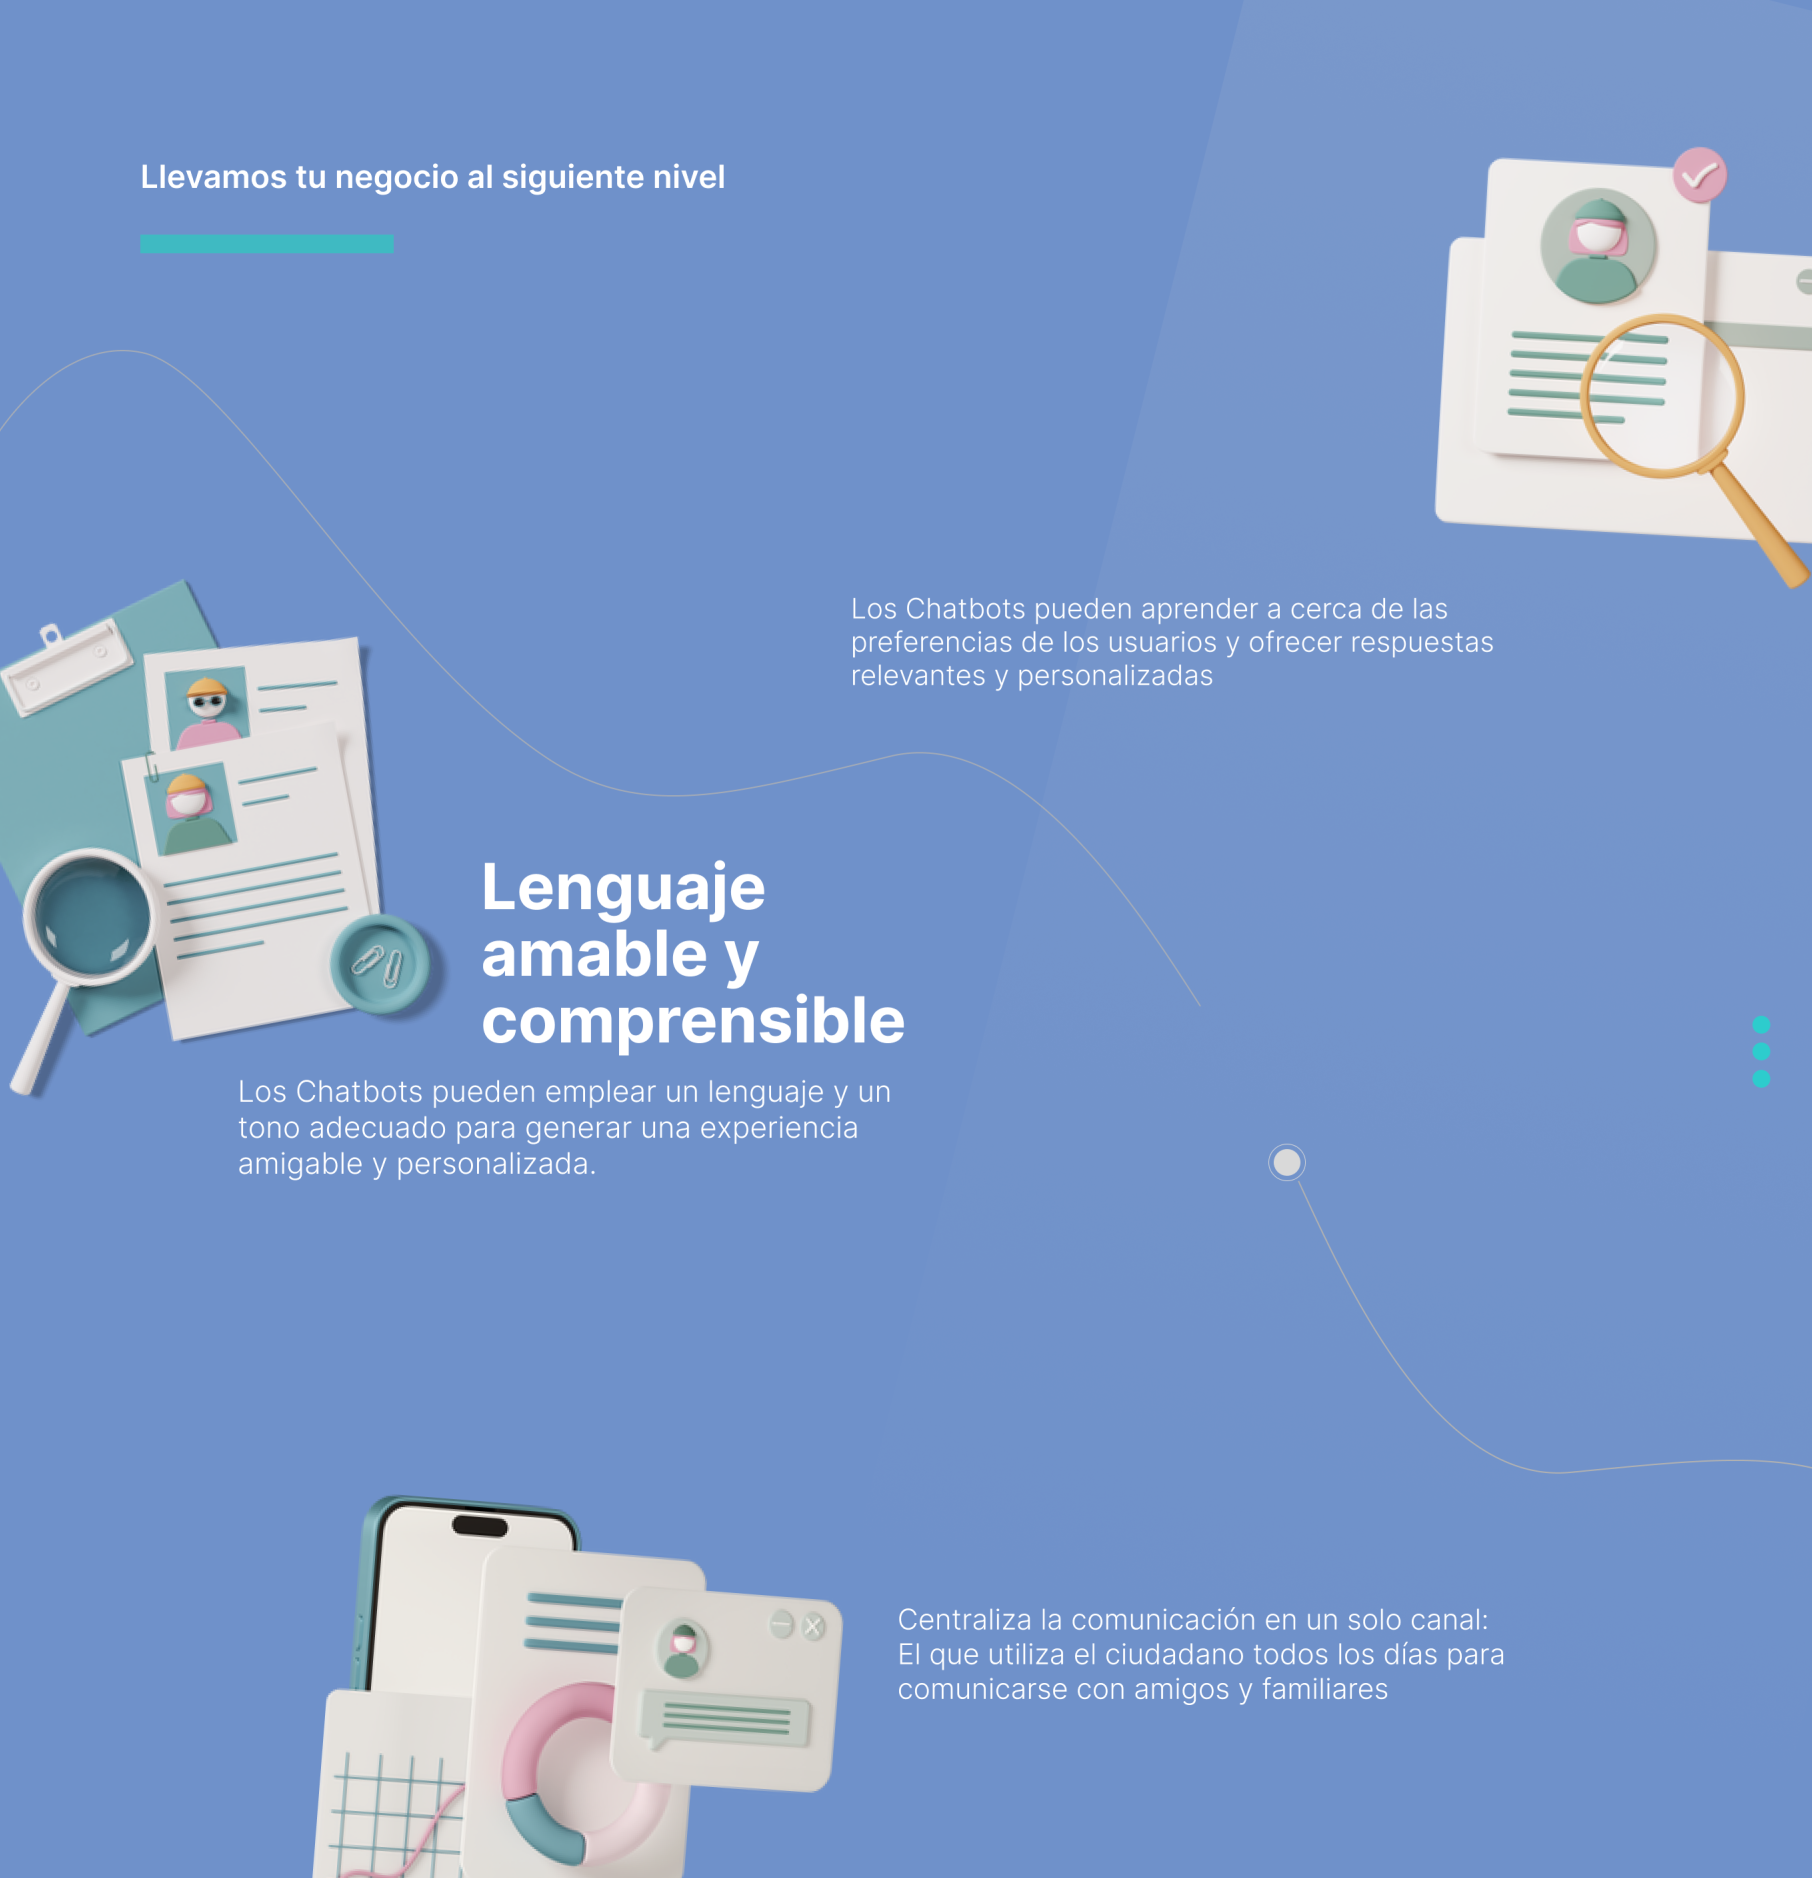 Llevamos tu negocio al siguiente nivel
Los Chatbots pueden aprender a cerca de las
preferencias de los usuarios y ofrecer respuestas
relevantes y personalizadas
Lenguaje
amable y
comprensible
Los Chatbots pueden emplear un lenguaje y un
tono adecuado para generar una experiencia
amigable y personalizada.
Centraliza la comunicación en un solo canal:
El que utiliza el ciudadano todos los días para
comunicarse con amigos y familiares